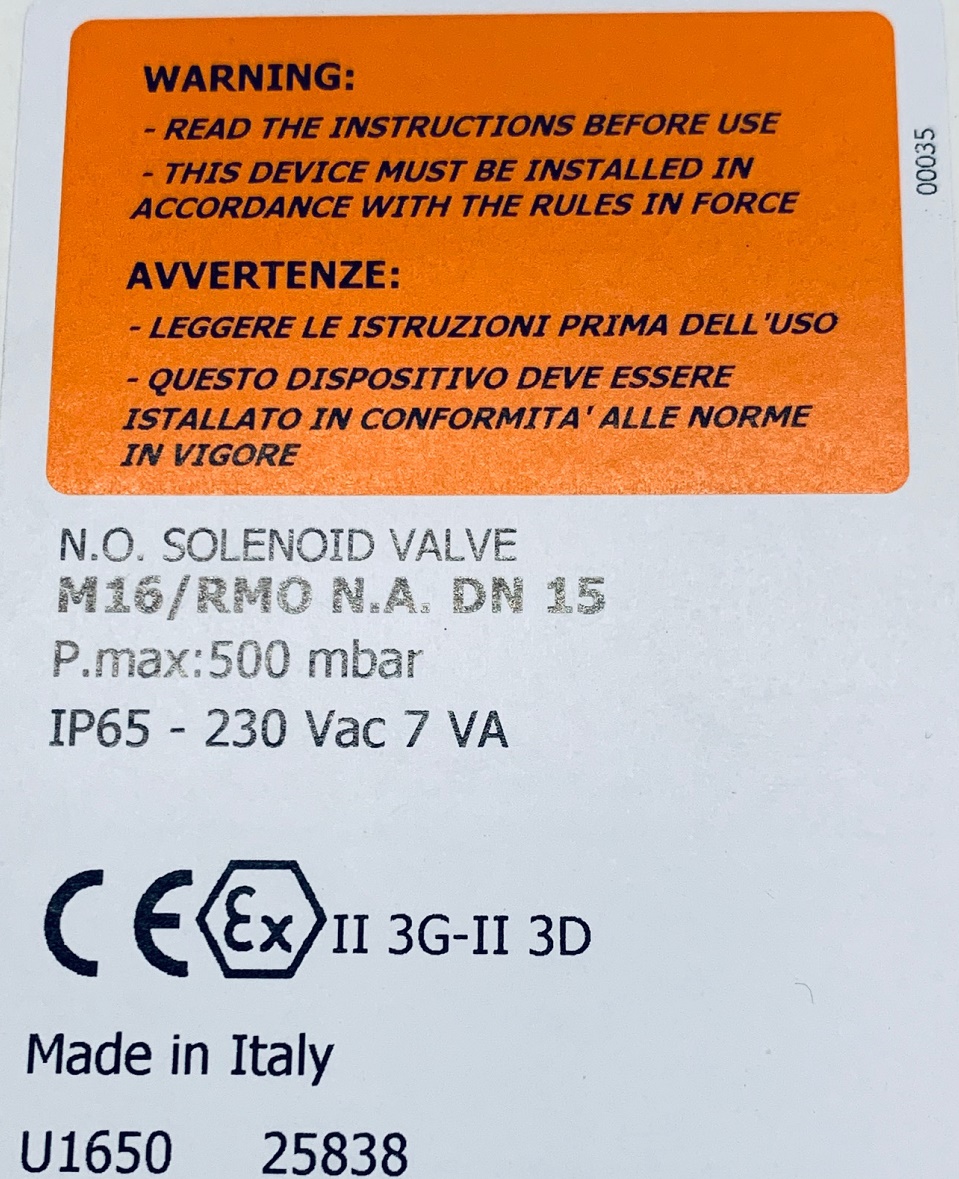 WARNING:
- READ THE INSTRUCTIONS BEFORE USE
- THIS DEVICE MUST BE INSTALLED IN
ACCORDANCE WITH THE RULES IN FORCE
AVVERTENZE:
- LEGGERE LE ISTRUZIONI PRIMA DELL'USO
- QUESTO DISPOSITIVO DEVE ESSERE
ISTALLATO IN CONFORMITA' ALLE NORME
IN VIGORE
00035
N.O. SOLENOID VALVE
M16/RMO N.A. DN 15
P.max:500 mbar
IP65 - 230 Vac 7 VA
CE Ex II 3G-II 3D
Made in Italy
U1650 25838